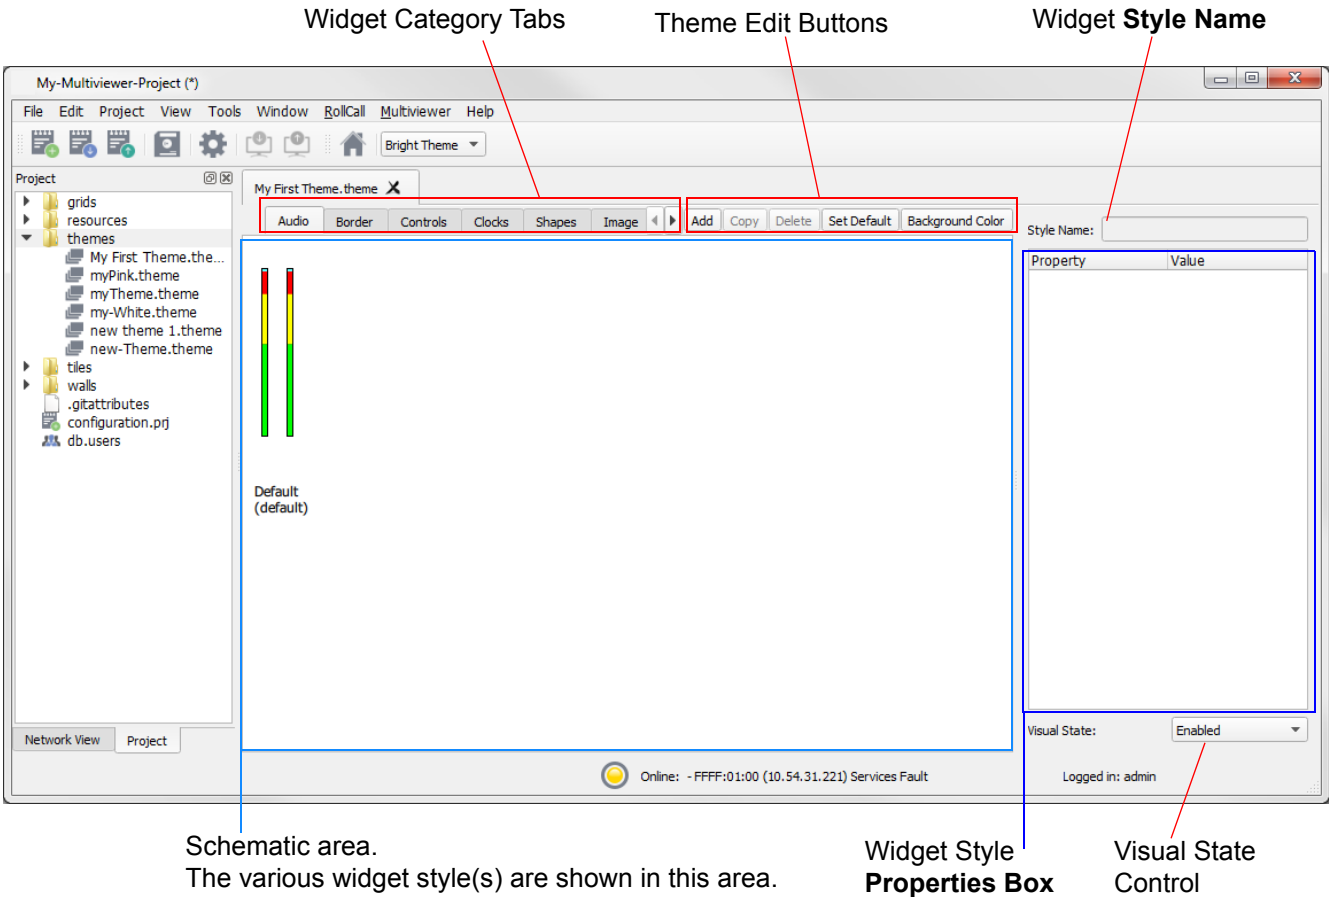 Widget Category Tabs
Theme Edit Buttons
Widget Style Name
My-Multiviewer-Project (*)
File Edit Project View Tools Window RollCall Multiviewer Help
Bright Theme
Project
My First Theme.theme
grids
resources
themes
My First Theme.the...
myPink.theme
myTheme.theme
my-White.theme
new theme 1.theme
new-Theme.theme
tiles
walls
.gitattributes
configuration.prj
db.users
Audio Border Controls Clocks Shapes Image
Add Copy Delete Set Default Background Color
Style Name:
Property Value
Default
(default)
Network View Project
Visual State: Enabled
Online: - FFFF:01:00 (10.54.31.221) Services Fault
Logged in: admin
Schematic area.
The various widget style(s) are shown in this area.
Widget Style
Properties Box
Visual State
Control